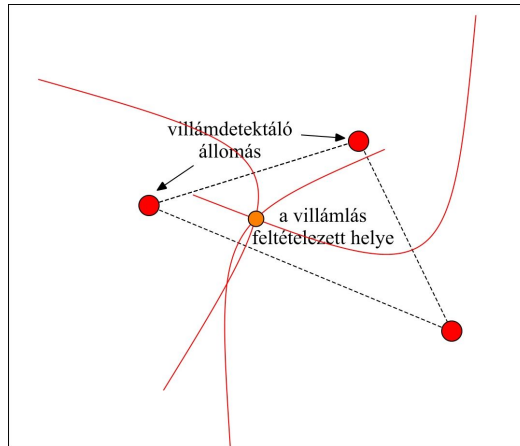 villámdetektáló
állomás
a villámlás
feltételezett helye